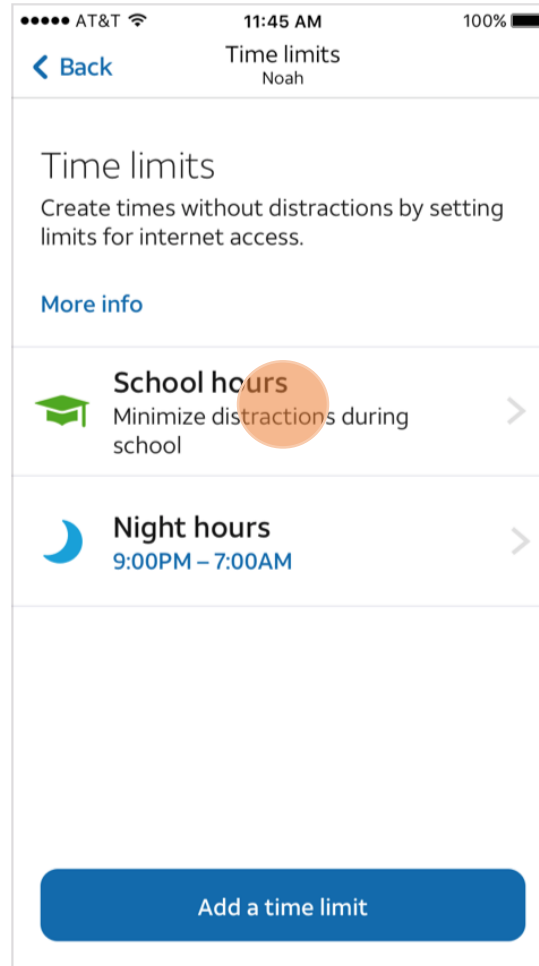 AT&T 11:45 AM 100%
Back
Time limits
Noah
Time limits
Create times without distractions by setting
limits for internet access.
More info
School hours
Minimize distractions during
school
Night hours
9:00PM – 7:00AM
Add a time limit